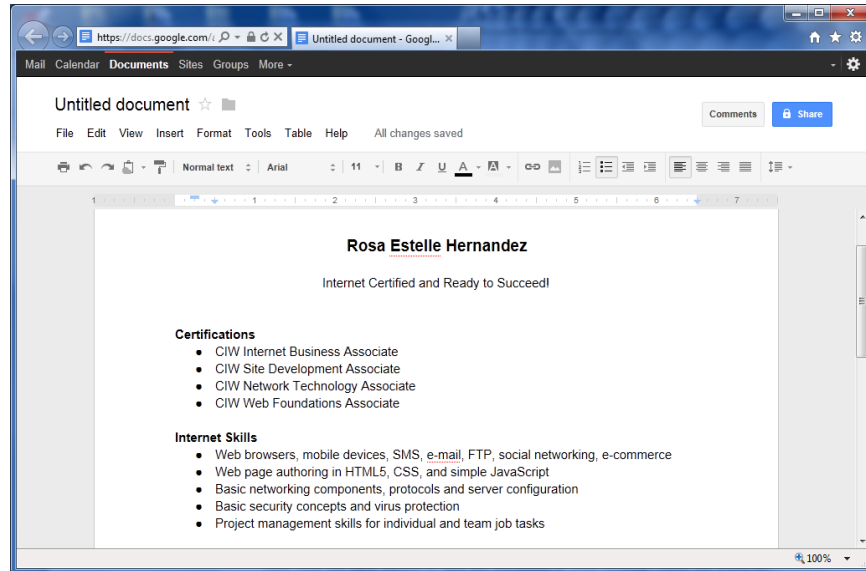 https://docs.google.com/
Untitled document - Googl...
Mail Calendar Documents Sites Groups More
Untitled document
Comments
Share
File Edit View Insert Format Tools Table Help All changes saved
Normal text Arial 11 B I U A A
1 1 2 3 4 5 6 7
Rosa Estelle Hernandez
Internet Certified and Ready to Succeed!
Certifications
● CIW Internet Business Associate
● CIW Site Development Associate
● CIW Network Technology Associate
● CIW Web Foundations Associate
Internet Skills
● Web browsers, mobile devices, SMS, e-mail, FTP, social networking, e-commerce
● Web page authoring in HTML5, CSS, and simple JavaScript
● Basic networking components, protocols and server configuration
● Basic security concepts and virus protection
● Project management skills for individual and team job tasks
100%